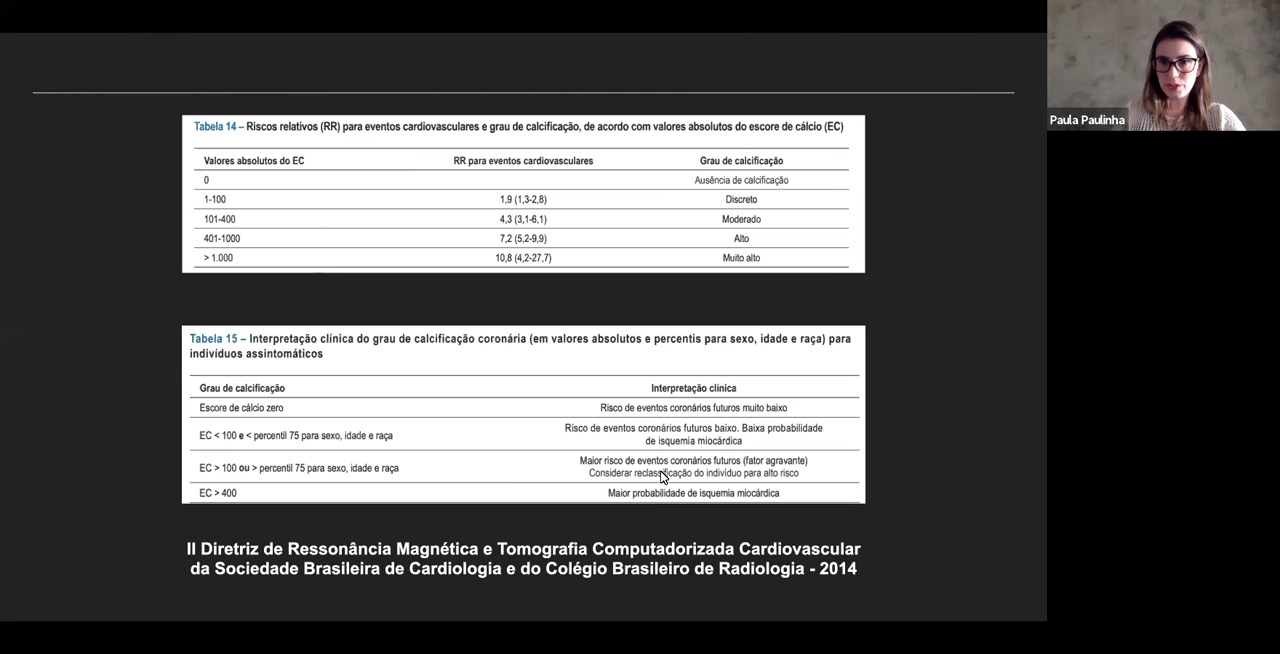 Paula Paulinha
Tabela 14 – Riscos relativos (RR) para eventos cardiovasculares e grau de calcificação, de acordo com valores absolutos do escore de cálcio (EC)
Valores absolutos do EC RR para eventos cardiovasculares Grau de calcificação
0 Ausência de calcificação
1-100 1,9 (1,3-2,8) Discreto
101-400 4,3 (3,1-6,1) Moderado
401-1000 7,2 (5,2-9,9) Alto
> 1.000 10,8 (4,2-27,7) Muito alto
Tabela 15 – Interpretação clínica do grau de calcificação coronária (em valores absolutos e percentis para sexo, idade e raça) para
indivíduos assintomáticos
Grau de calcificação Interpretação clínica
Escore de cálcio zero Risco de eventos coronários futuros muito baixo
EC < 100 e < percentil 75 para sexo, idade e raça Risco de eventos coronários futuros baixo. Baixa probabilidade
de isquemia miocárdica
EC > 100 ou > percentil 75 para sexo, idade e raça Maior risco de eventos coronários futuros (fator agravante)
Considerar reclassificação do indivíduo para alto risco
EC > 400 Maior probabilidade de isquemia miocárdica
II Diretriz de Ressonância Magnética e Tomografia Computadorizada Cardiovascular
da Sociedade Brasileira de Cardiologia e do Colégio Brasileiro de Radiologia - 2014